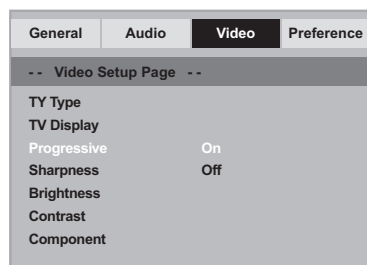 General Audio Video Preference
-- Video Setup Page --
TY Type
TV Display
Progressive On
Sharpness Off
Brightness
Contrast
Component